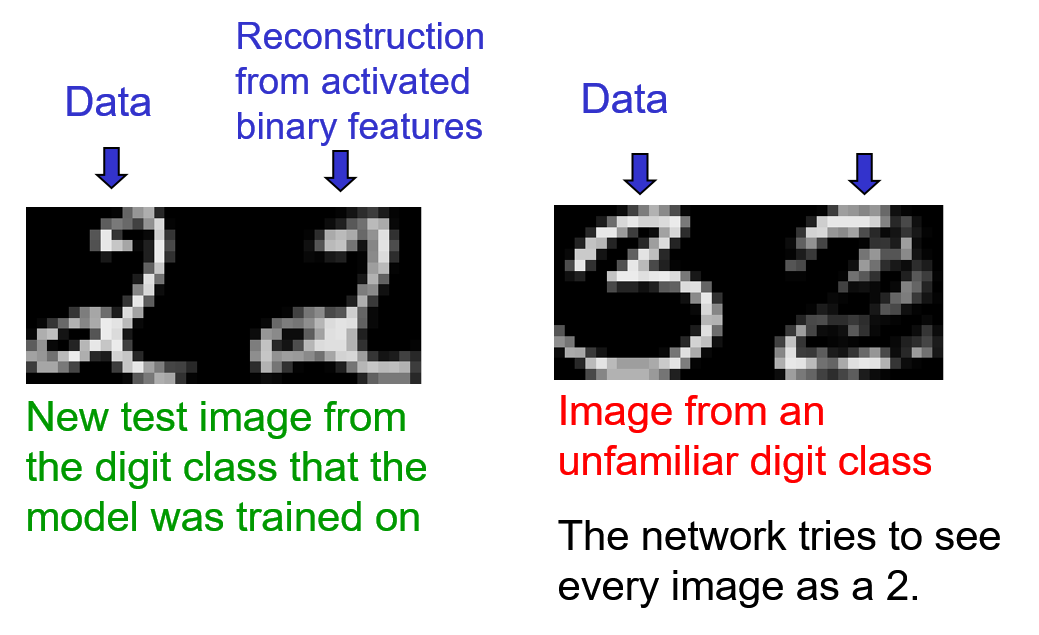 Data
Reconstruction
from activated
binary features
Data
New test image from
the digit class that the
model was trained on
Image from an
unfamiliar digit class
The network tries to see
every image as a 2.